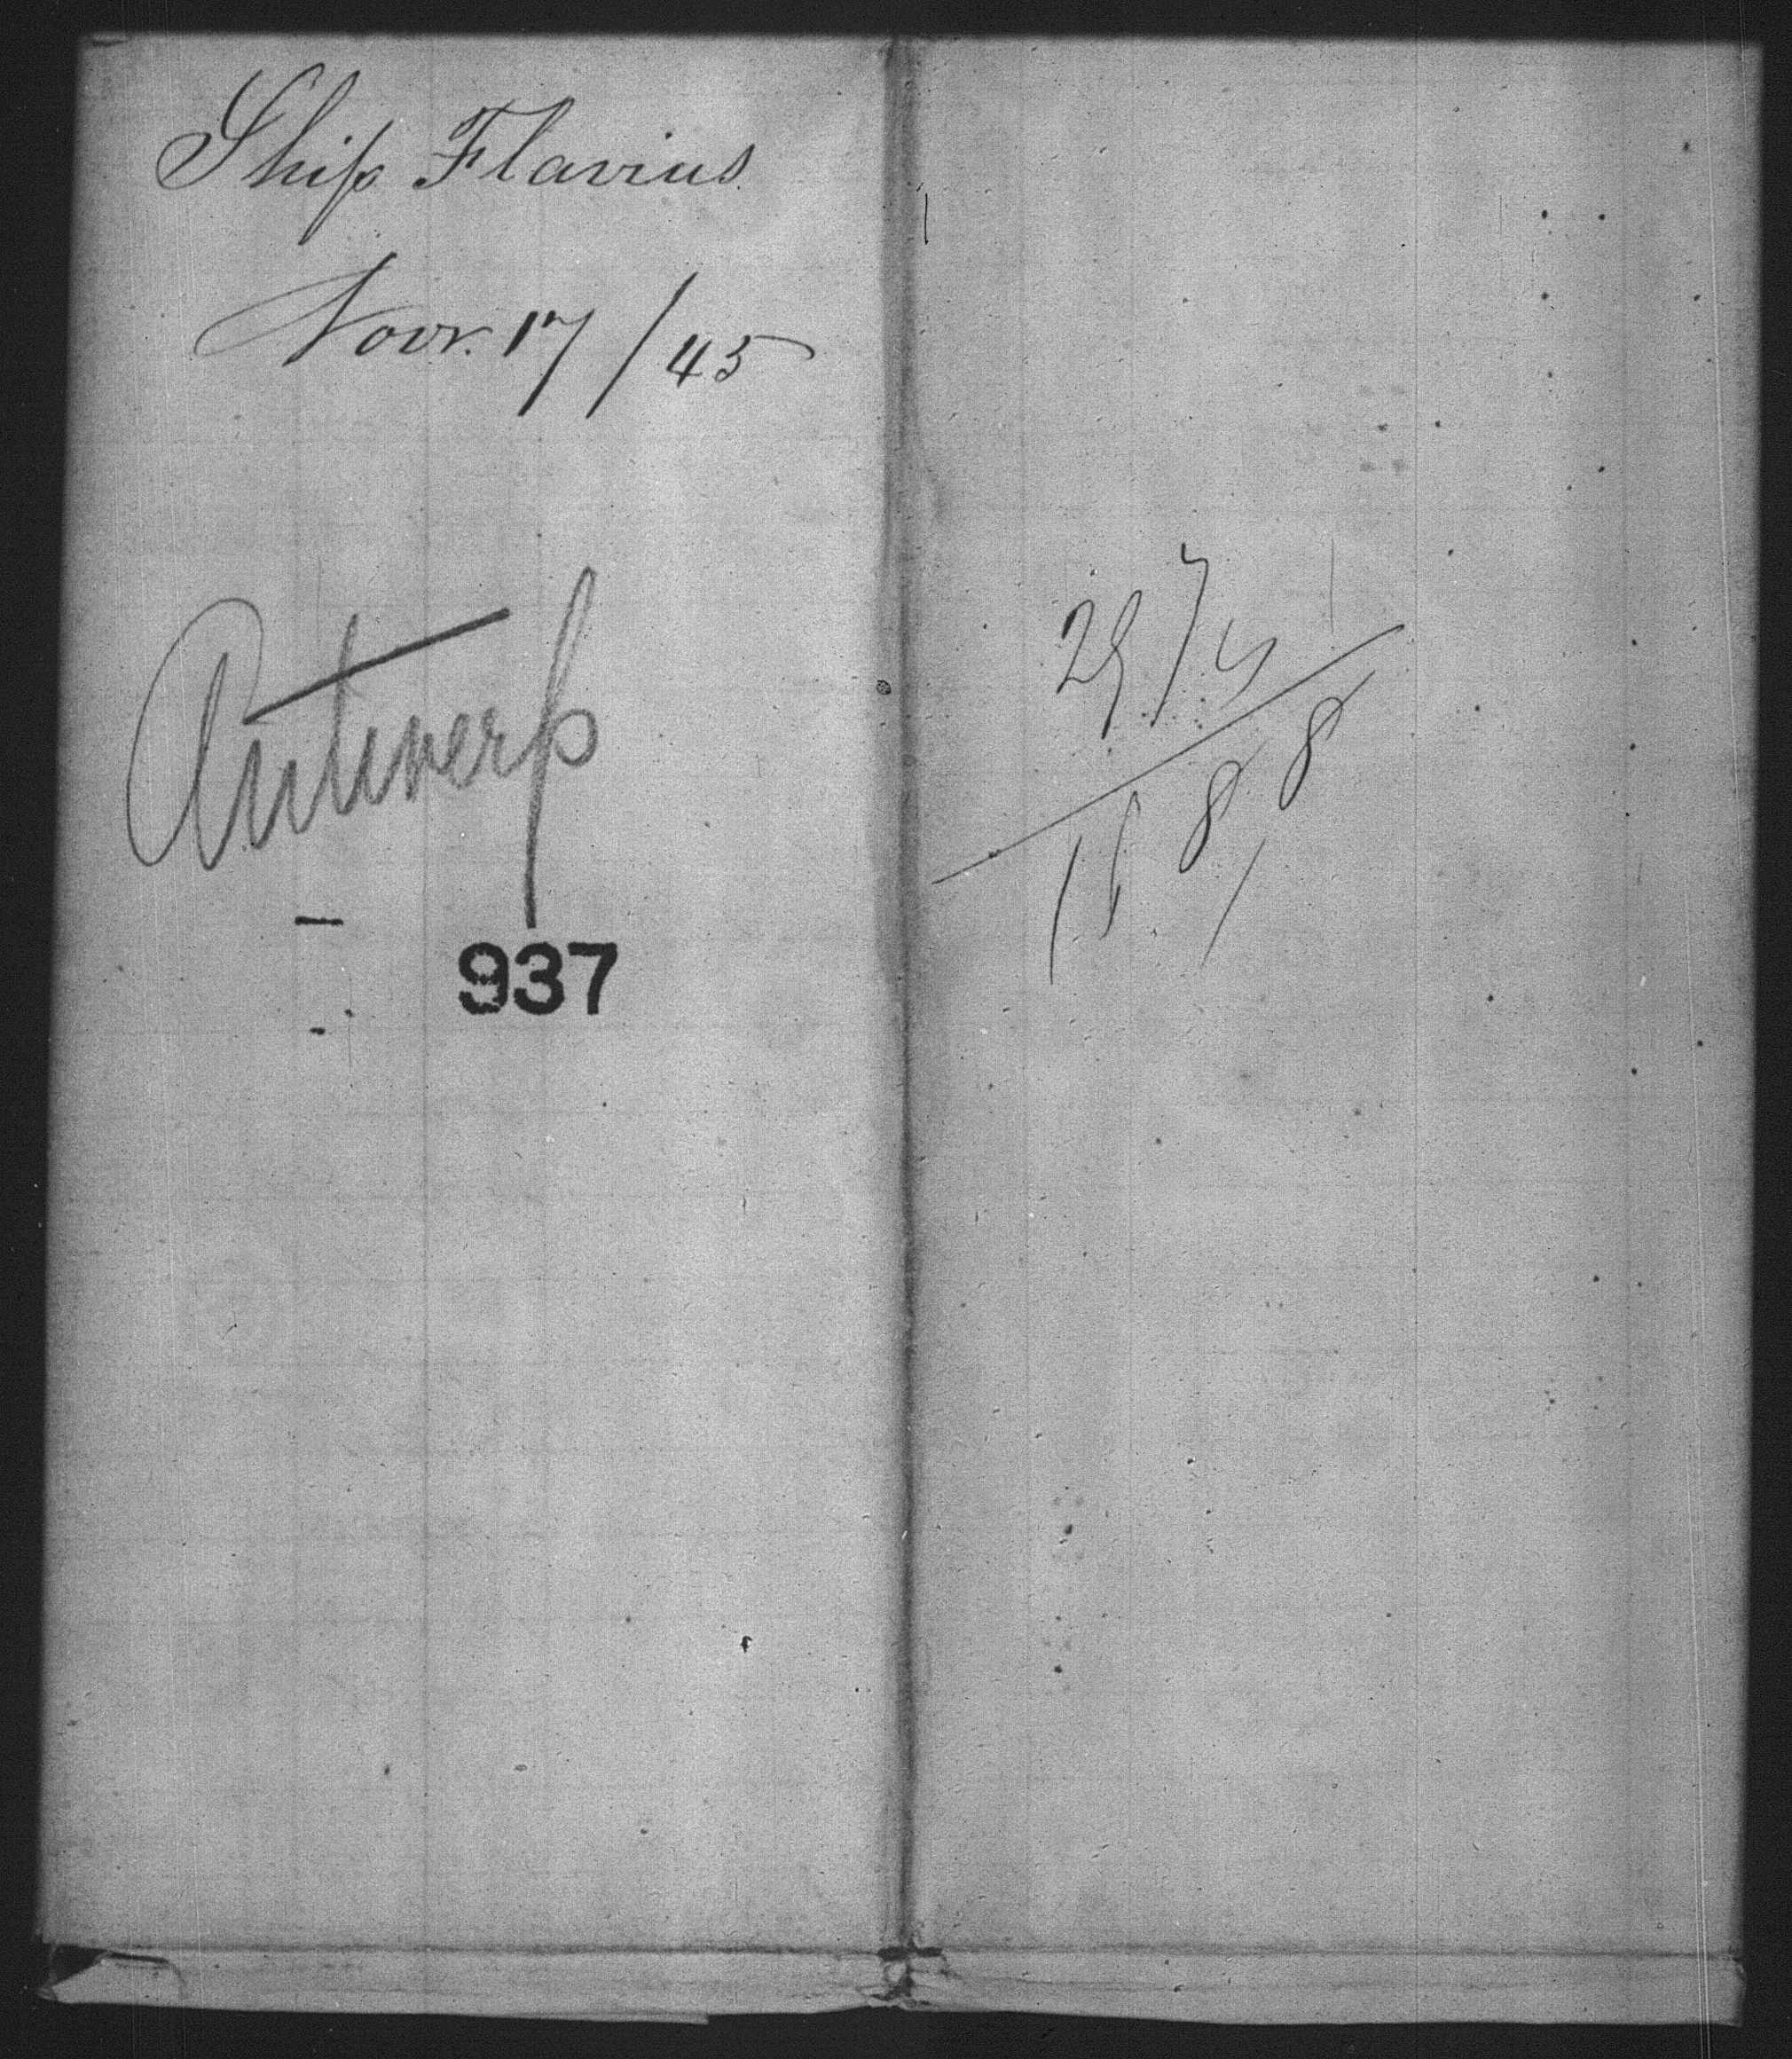 Ship Flavius
Novr. 17/45
Antwerp
937